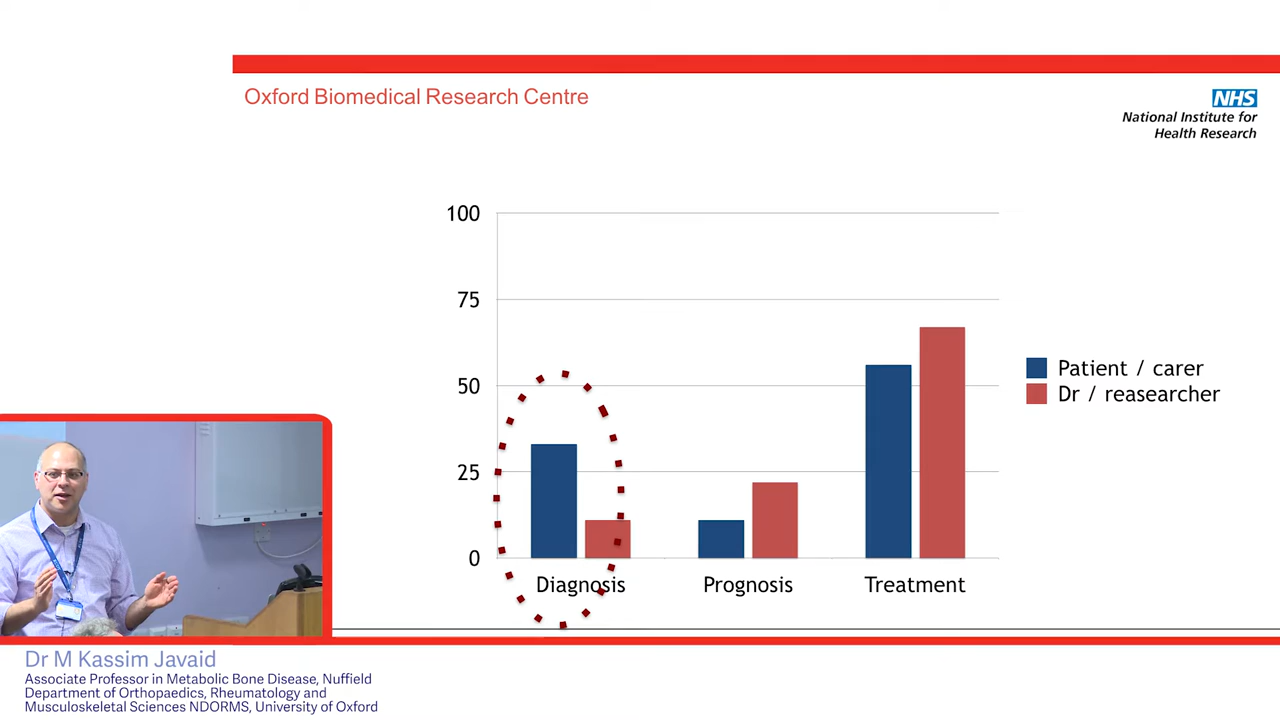 Oxford Biomedical Research Centre
NHS
National Institute for
Health Research
100
75
50
25
0
Diagnosis
Prognosis
Treatment
Patient / carer
Dr / reasearcher
Dr M Kassim Javaid
Associate Professor in Metabolic Bone Disease, Nuffield
Department of Orthopaedics, Rheumatology and
Musculoskeletal Sciences NDORMS, University of Oxford